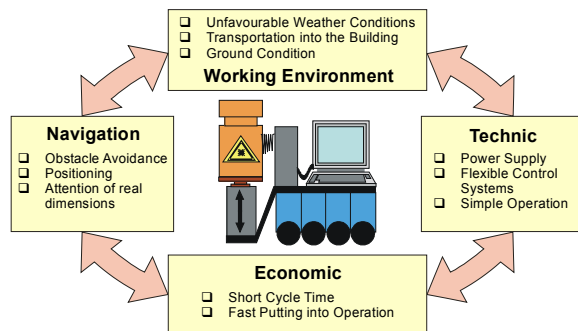 Unfavourable Weather Conditions
Transportation into the Building
Ground Condition
Working Environment
Navigation
Obstacle Avoidance
Positioning
Attention of real
dimensions
Technic
Power Supply
Flexible Control
Systems
Simple Operation
Economic
Short Cycle Time
Fast Putting into Operation